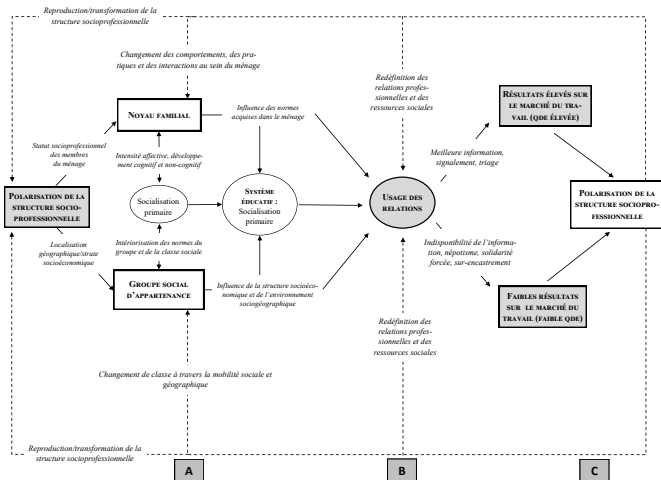 Reproduction/transformation de la
structure socioprofessionnelle
Changement des comportements, des pra-
tiques et des interactions au sein du ménage
Redéfinition des
relations profes-
sionnelles et des
ressources sociales
NOYAU FAMILIAL
Influence des normes
acquises dans le ménage
RÉSULTATS ÉLEVÉS SUR
LE MARCHÉ DU TRA-
VAIL (QDE ÉLEVÉE)
Statut socioprofessionnel
des membres
du ménage
Intensité affective, développe-
ment cognitif et non-cognitif
Meilleure information,
signalement, triage
POLARISATION DE LA
STRUCTURE SOCIO-
PROFESSIONNELLE
Socialisation
primaire
SYSTÈME
ÉDUCATIF :
Socialisation
primaire
USAGE DES
RELATIONS
POLARISATION DE LA
STRUCTURE SOCIOPRO-
FESSIONNELLE
Localisation
géographique/strate
socioéconomique
Intériorisation des normes du
groupe et de la classe sociale
Indisponibilité de l'informa-
tion, népotisme, solidarité
forcée, sur-encastrement
GROUPE SOCIAL
D'APPARTENANCE
Influence de la structure socioéco-
nomique et de l'environnement
sociogéographique
FAIBLES RÉSULTATS
SUR LE MARCHÉ DU
TRAVAIL (FAIBLE QDE)
Redéfinition des
relations profes-
sionnelles et des
ressources sociales
Changement de classe à travers la mobilité sociale et
géographique
Reproduction/transformation de la
structure socioprofessionnelle
A
B
C